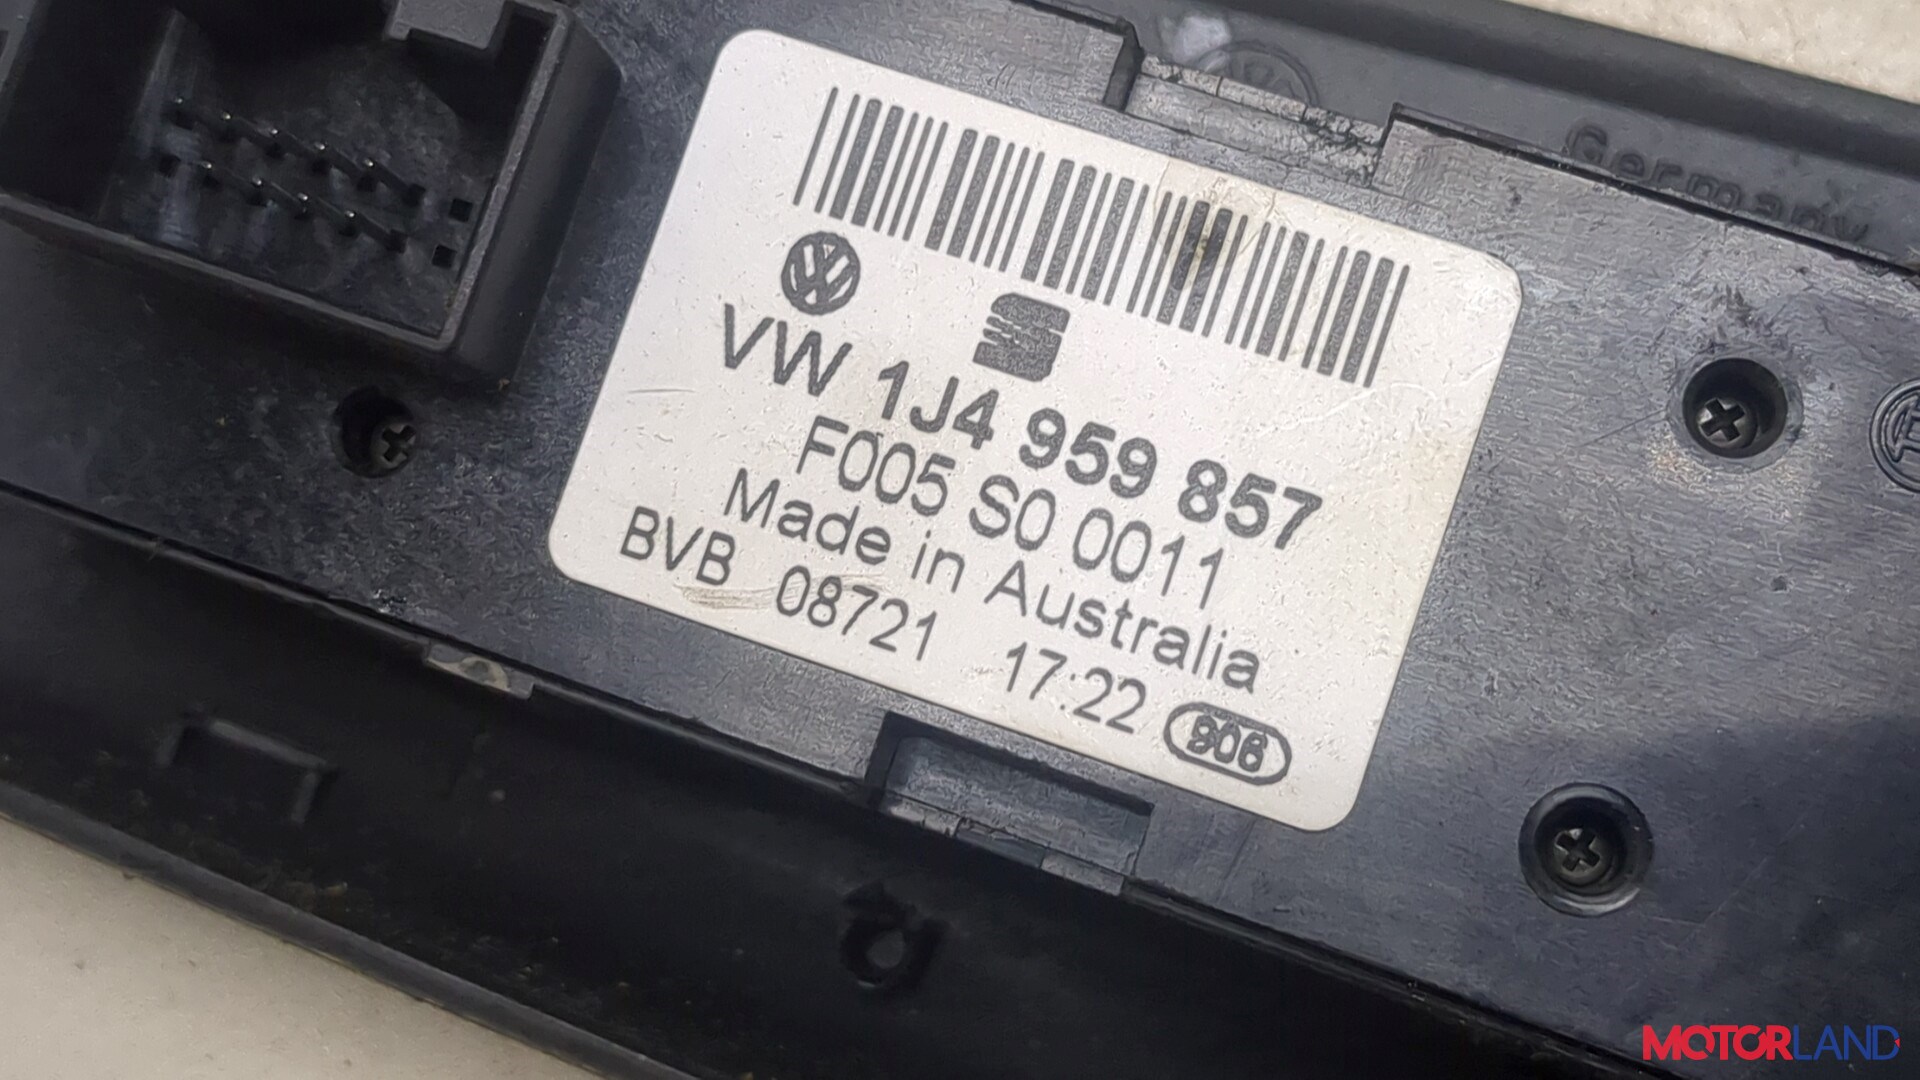 Germany
VW 1J4 959 857
F005 S0 0011
Made in Australia
BVB 08721 17:22
906
MOTORLAND